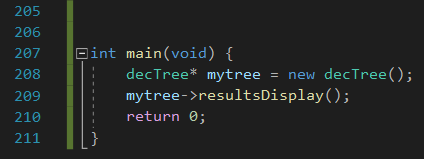 205
206
207 int main(void) {
208 decTree* mytree = new decTree();
209 mytree->resultsDisplay();
210 return 0;
211 }